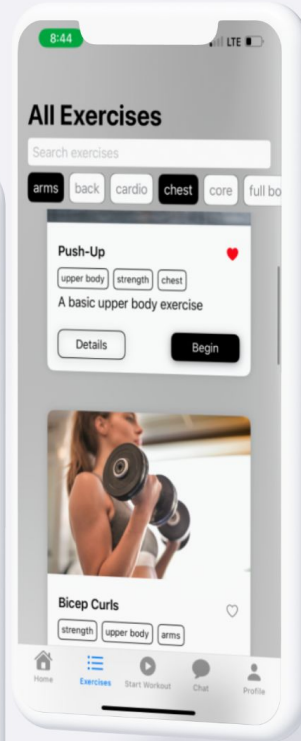 8:44 LTE
All Exercises
Search exercises
arms back cardio chest core full bo
Push-Up
upper body strength chest
A basic upper body exercise
Details Begin
Bicep Curls
strength upper body arms
Home Exercises Start Workout Chat Profile